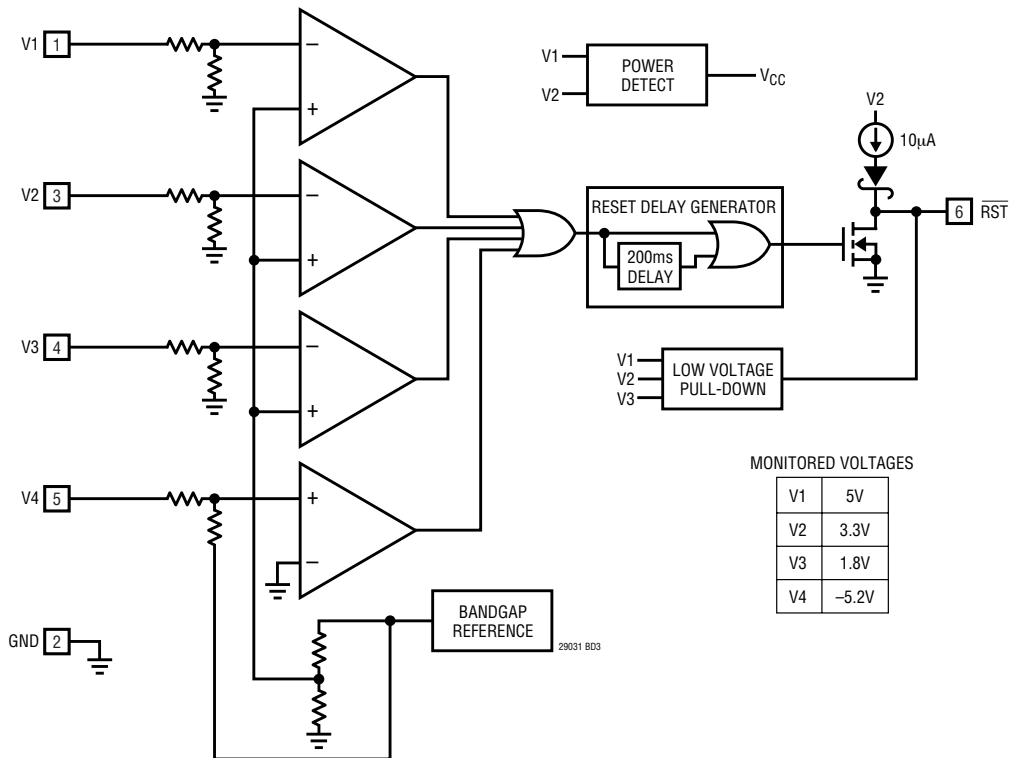 V1 1
V2 3
V3 4
V4 5
GND 2
−
+
−
+
−
+
+
−
V1
V2
POWER
DETECT
VCC
V2
10µA
RESET DELAY GENERATOR
200ms
DELAY
6 RST
V1
V2
V3
LOW VOLTAGE
PULL-DOWN
BANDGAP
REFERENCE
29031 BD3
MONITORED VOLTAGES
V1 5V
V2 3.3V
V3 1.8V
V4 –5.2V